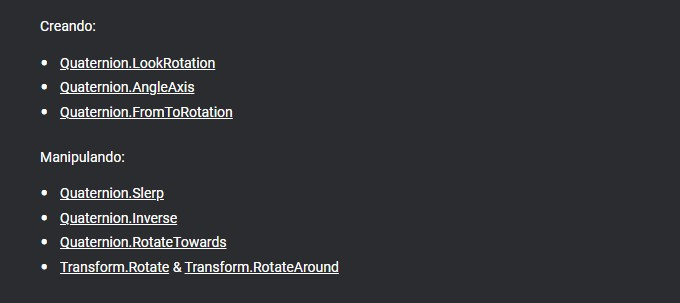 Creando:
• Quaternion.LookRotation
• Quaternion.AngleAxis
• Quaternion.FromToRotation
Manipulando:
• Quaternion.Slerp
• Quaternion.Inverse
• Quaternion.RotateTowards
• Transform.Rotate & Transform.RotateAround